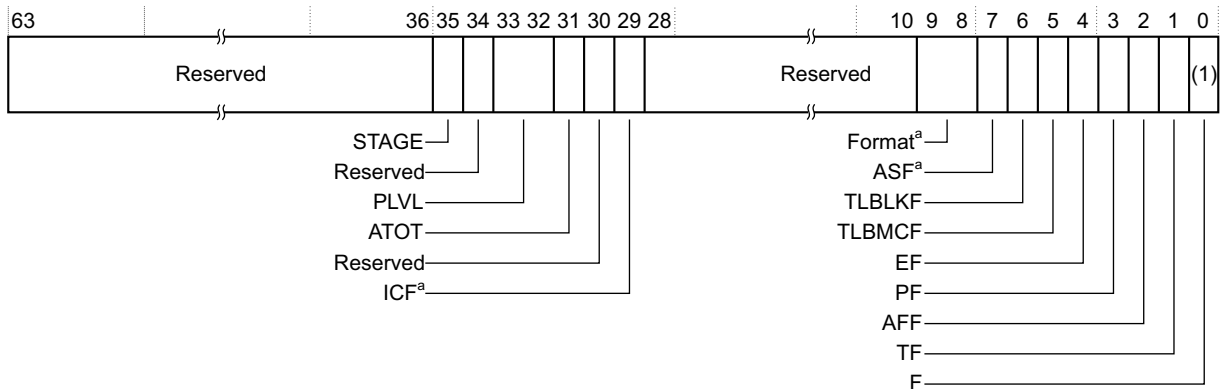 63 36 35 34 33 32 31 30 29 28 10 9 8 7 6 5 4 3 2 1 0
Reserved Reserved (1)
STAGE Formatᵃ
Reserved ASFᵃ
PLVL TLBLKF
ATOT TLBMCF
Reserved EF
ICFᵃ PF
AFF
TF
F